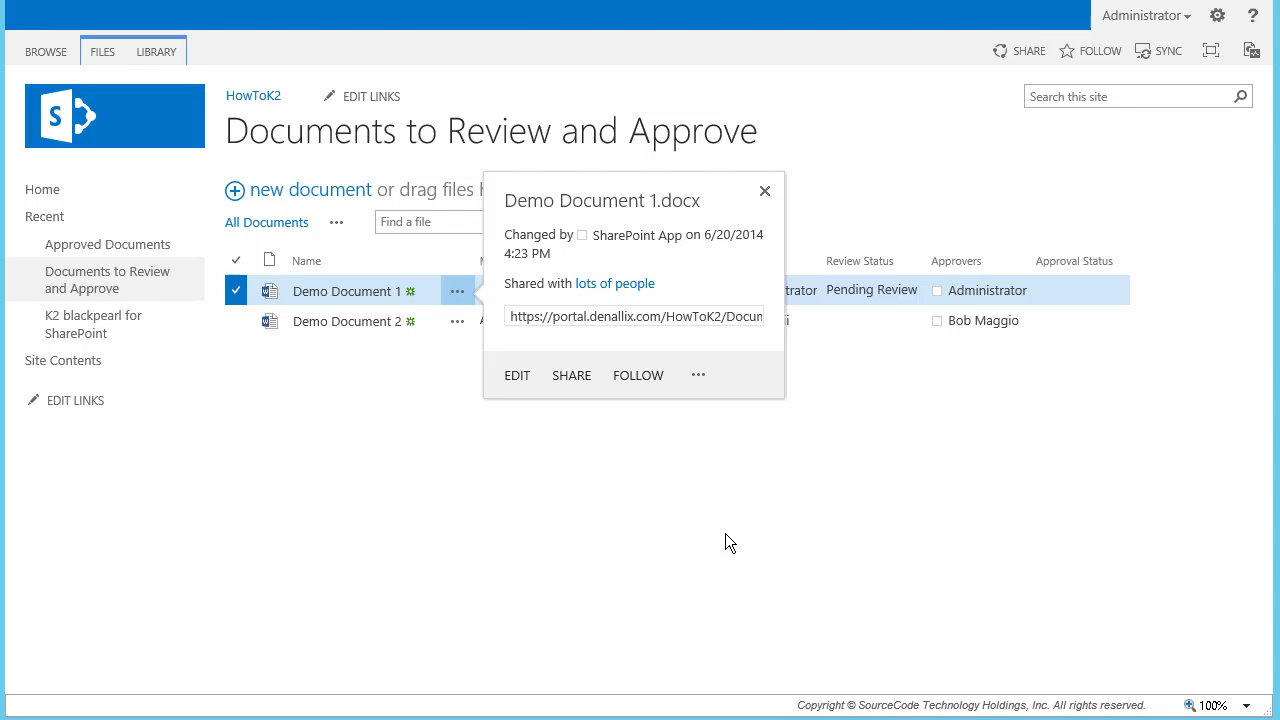 Administrator
?
BROWSE FILES LIBRARY
SHARE FOLLOW SYNC
S
HowToK2 EDIT LINKS
Search this site
Documents to Review and Approve
Home
Recent
Approved Documents
Documents to Review
and Approve
K2 blackpearl for
SharePoint
Site Contents
EDIT LINKS
new document or drag files
All Documents ... Find a file
Name Review Status Approvers Approval Status
Demo Document 1 ... Pending Review Administrator
Demo Document 2 ... Bob Maggio
Demo Document 1.docx
Changed by SharePoint App on 6/20/2014
4:23 PM
Shared with lots of people
https://portal.denallix.com/HowToK2/Docun
EDIT SHARE FOLLOW ...
Copyright © SourceCode Technology Holdings, Inc. All rights reserved.
100%